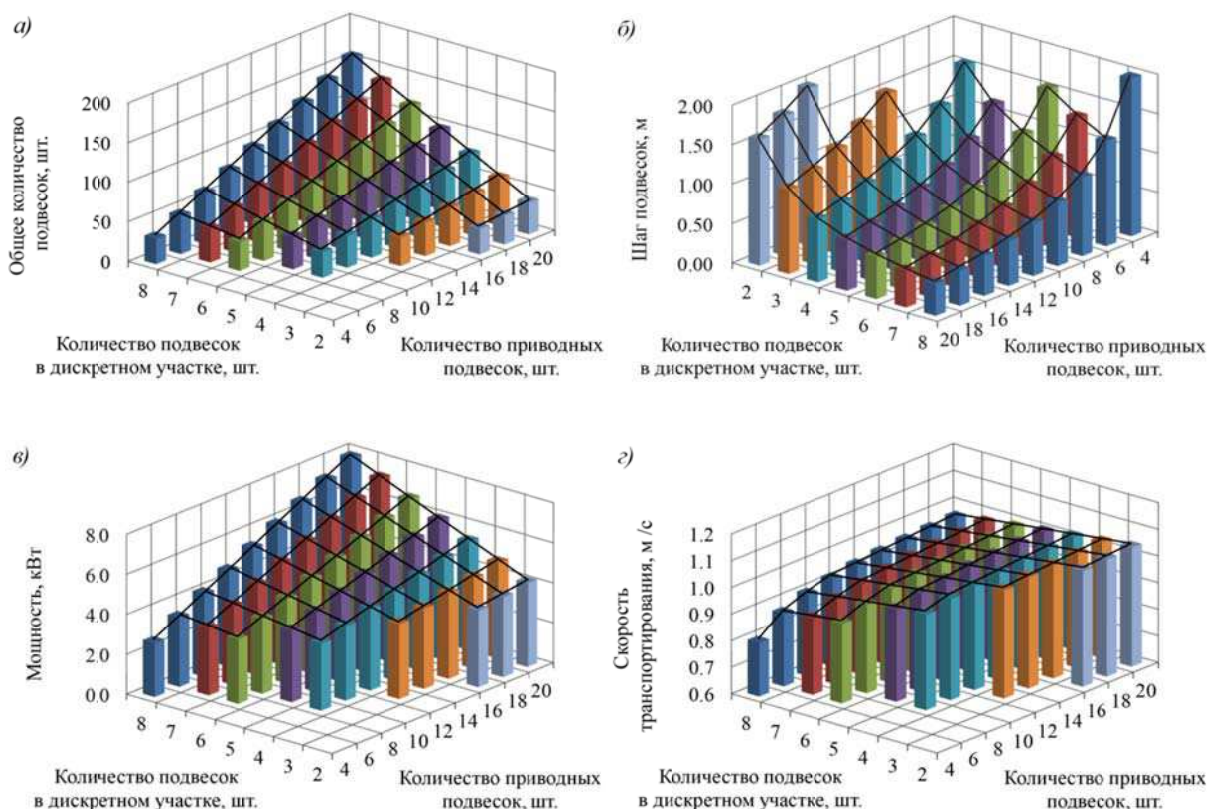 а)
200
150
100
50
0
Общее количество
подвесок, шт.
8 7 6 5 4 3 2
4 6 8 10 12 14 16 18 20
Количество подвесок
в дискретном участке, шт.
Количество приводных
подвесок, шт.
б)
2.00
1.50
1.00
0.50
0.00
Шаг подвесок, м
2 3 4 5 6 7 8
20 18 16 14 12 10 8 6 4
Количество подвесок
в дискретном участке, шт.
Количество приводных
подвесок, шт.
в)
8.0
6.0
4.0
2.0
0.0
Мощность, кВт
8 7 6 5 4 3 2
4 6 8 10 12 14 16 18 20
Количество подвесок
в дискретном участке, шт.
Количество приводных
подвесок, шт.
г)
1.2
1.1
1.0
0.9
0.8
0.7
0.6
Скорость
транспортирования, м /с
8 7 6 5 4 3 2
4 6 8 10 12 14 16 18 20
Количество подвесок
в дискретном участке, шт.
Количество приводных
подвесок, шт.